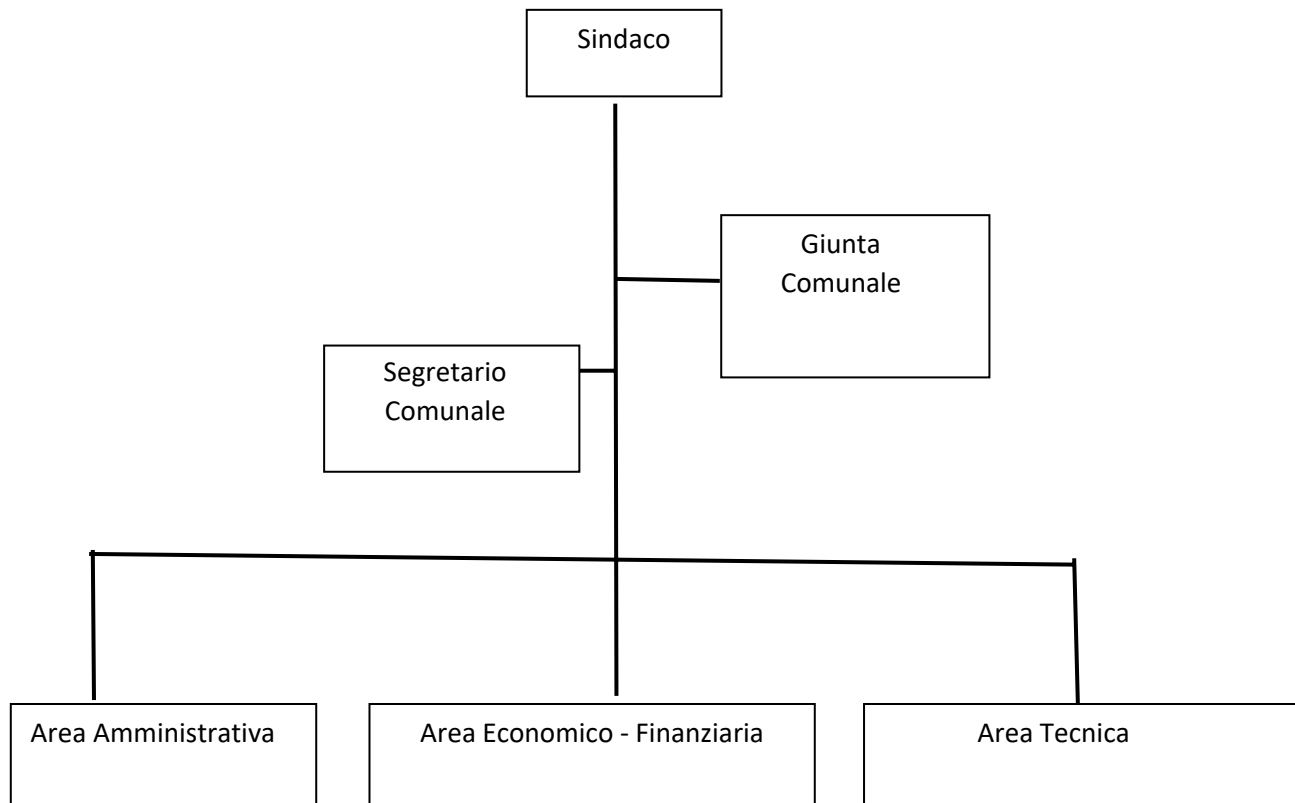 Sindaco
Giunta
Comunale
Segretario
Comunale
Area Amministrativa
Area Economico - Finanziaria
Area Tecnica